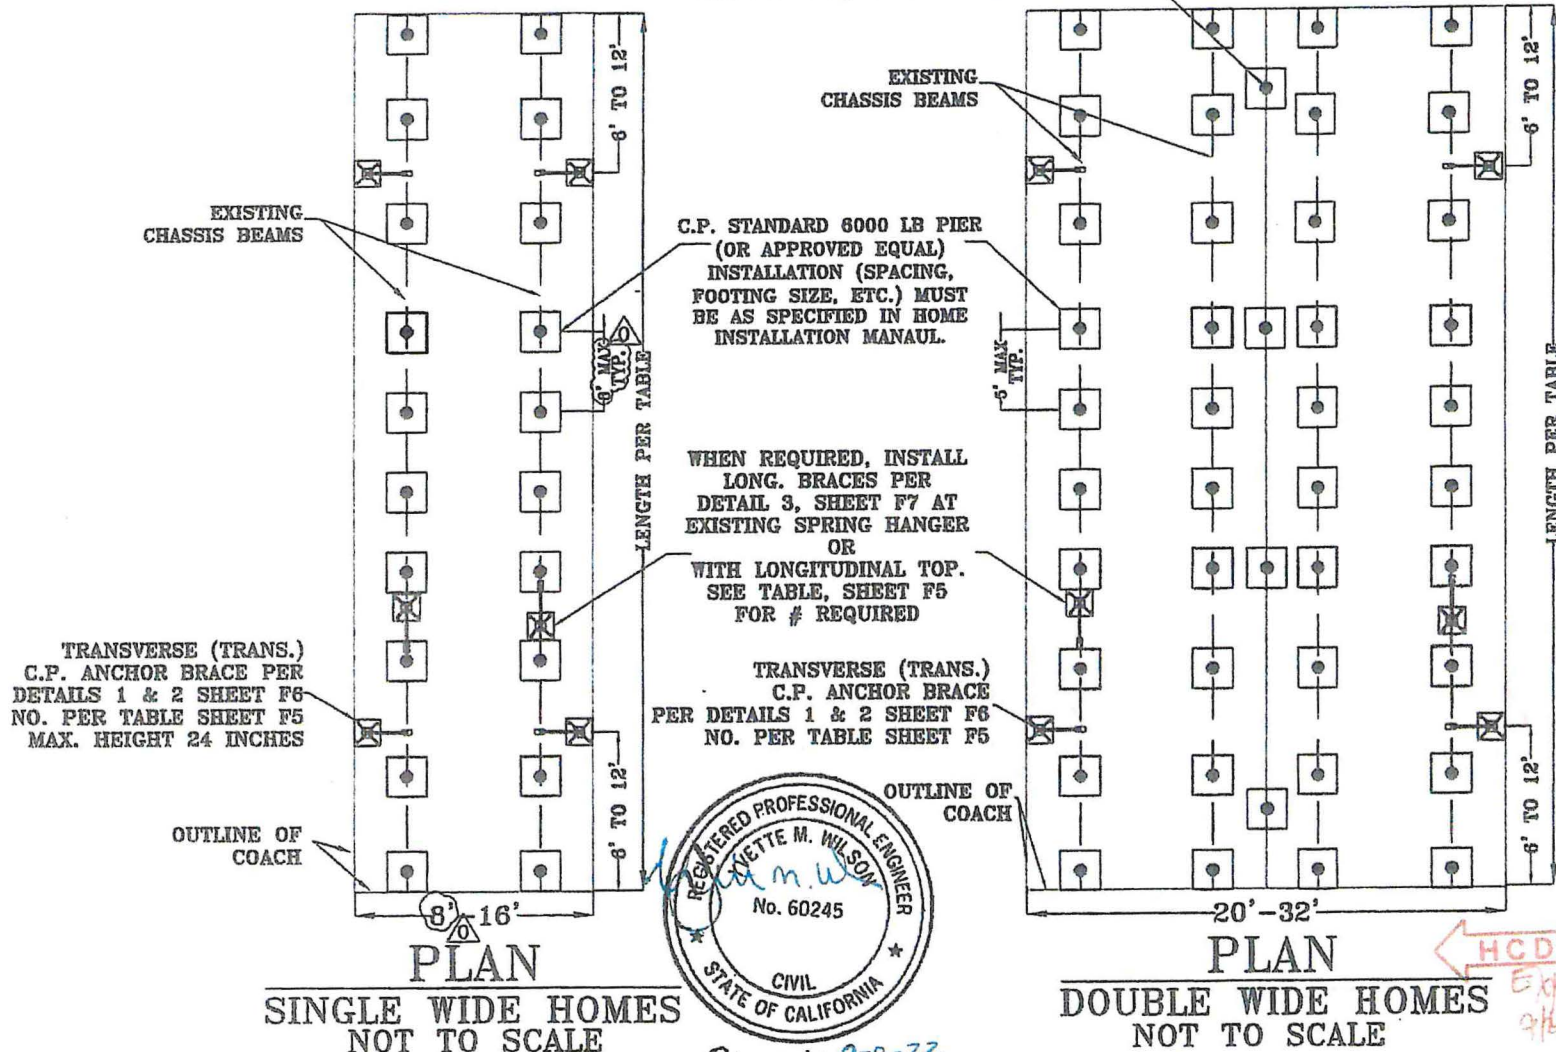 EXISTING
CHASSIS BEAMS
6' TO 12'
LENGTH PER TABLE
TYP.
TRANSVERSE (TRANS.)
C.P. ANCHOR BRACE PER
DETAILS 1 & 2 SHEET F6
NO. PER TABLE SHEET F5
MAX. HEIGHT 24 INCHES
OUTLINE OF
COACH
6' TO 12'
8'-16'
0
0
PLAN
SINGLE WIDE HOMES
NOT TO SCALE
C.P. STANDARD 6000 LB PIER
(OR APPROVED EQUAL)
INSTALLATION (SPACING,
FOOTING SIZE, ETC.) MUST
BE AS SPECIFIED IN HOME
INSTALLATION MANAUL.
WHEN REQUIRED, INSTALL
LONG. BRACES PER
DETAIL 3, SHEET F7 AT
EXISTING SPRING HANGER
OR
WITH LONGITUDINAL TOP.
SEE TABLE, SHEET F5
FOR # REQUIRED
REGISTERED PROFESSIONAL ENGINEER
YVETTE M. WILSON
No. 60245
CIVIL
STATE OF CALIFORNIA
EXISTING
CHASSIS BEAMS
6' TO 12'
5' MAX
TYP.
LENGTH PER TABLE
TRANSVERSE (TRANS.)
C.P. ANCHOR BRACE
PER DETAILS 1 & 2 SHEET F6
NO. PER TABLE SHEET F5
OUTLINE OF
COACH
6' TO 12'
20'-32'
PLAN
DOUBLE WIDE HOMES
NOT TO SCALE
HCD